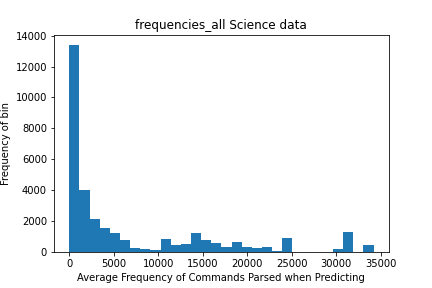 frequencies_all Science data
14000
12000
10000
8000
6000
4000
2000
0
Frequency of bin
0 5000 10000 15000 20000 25000 30000 35000
Average Frequency of Commands Parsed when Predicting